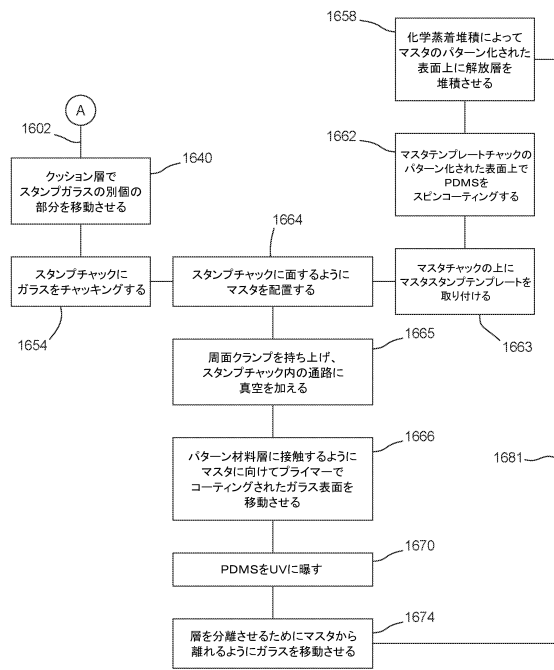 1658
化学蒸着堆積によって
マスタのパターン化された
表面上に解放層を
堆積させる
A
1602
1640
クッション層で
スタンプガラスの別個の
部分を移動させる
1662
マスタテンプレートチャックの
パターン化された表面上で
PDMSを
スピンコーティングする
1664
スタンプチャックに
ガラスをチャッキングする
1654
スタンプチャックに面するように
マスタを配置する
マスタチャックの上に
マスタスタンプテンプレートを
取り付ける
1663
1665
周面クランプを持ち上げ、
スタンプチャック内の通路に
真空を加える
1666
パターン材料層に接触するように
マスタに向けてプライマーで
コーティングされたガラス表面を
移動させる
1681
1670
PDMSをUVに曝す
1674
層を分離させるためにマスタから
離れるようにガラスを移動させる